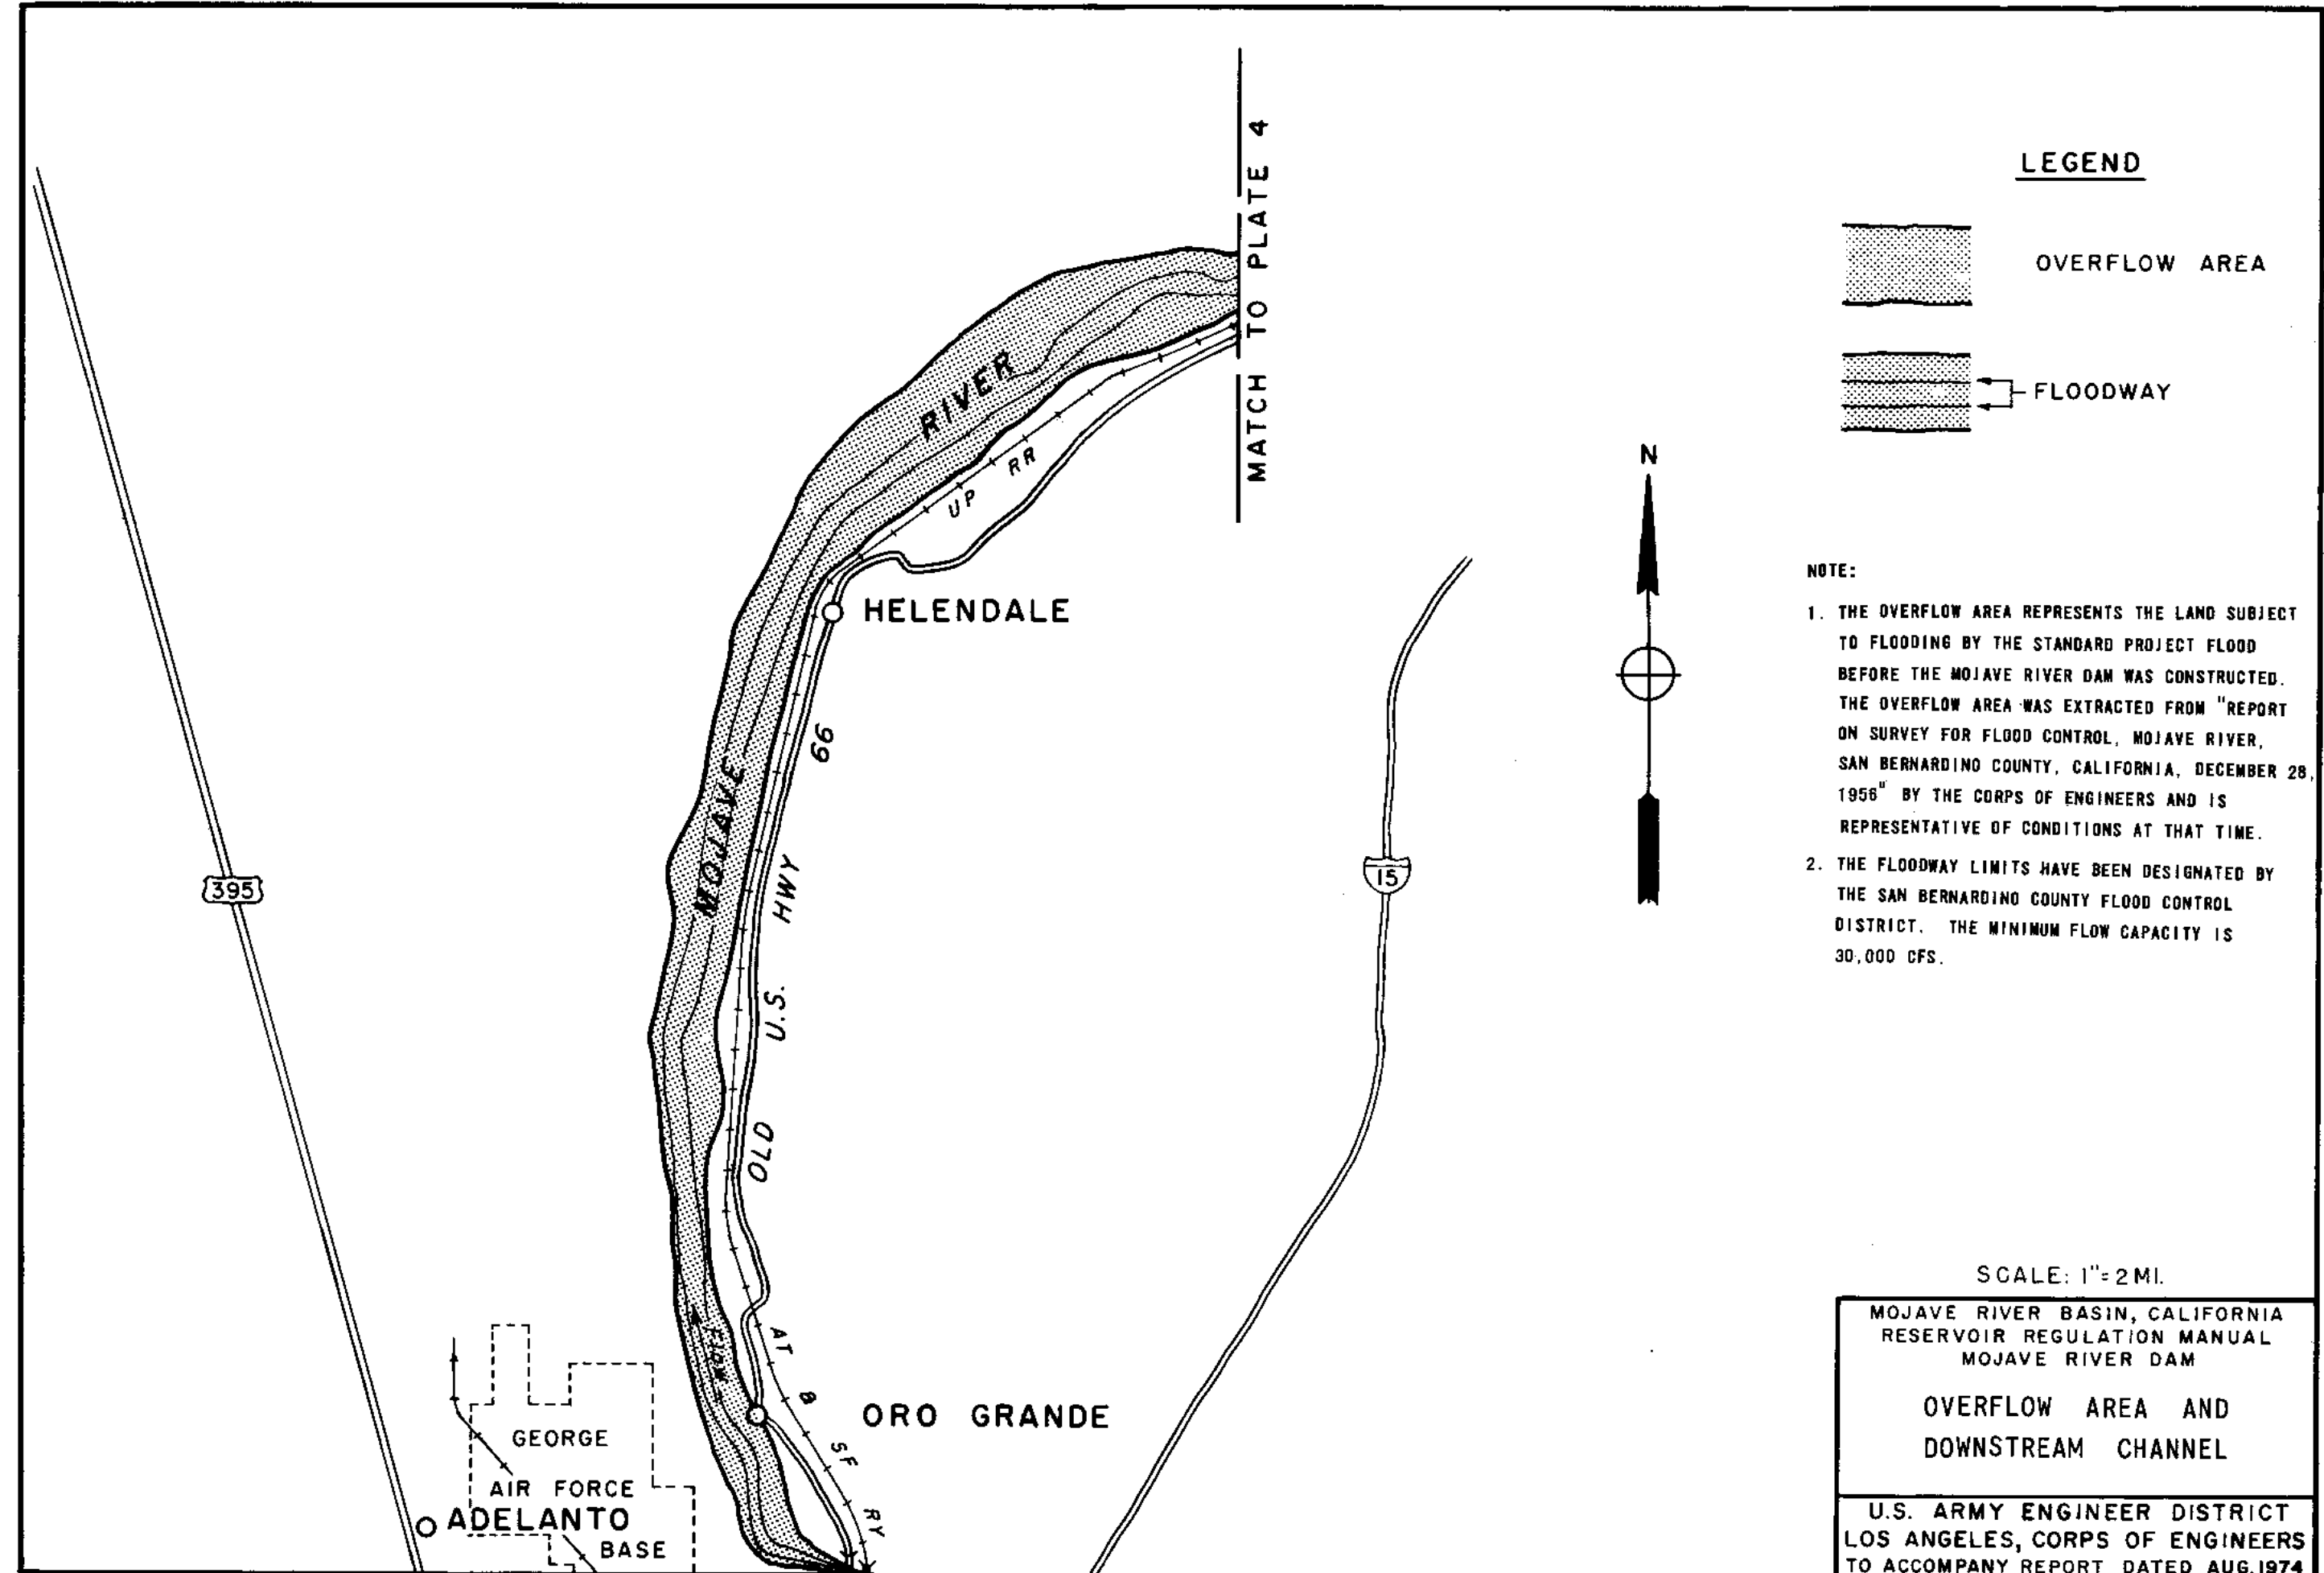 MATCH TO PLATE 4
LEGEND
OVERFLOW AREA
FLOODWAY
N
RIVER
UP RR
HELENDALE
MOJAVE
OLD U.S. HWY 66
395
15
NOTE:
1. THE OVERFLOW AREA REPRESENTS THE LAND SUBJECT
TO FLOODING BY THE STANDARD PROJECT FLOOD
BEFORE THE MOJAVE RIVER DAM WAS CONSTRUCTED.
THE OVERFLOW AREA WAS EXTRACTED FROM "REPORT
ON SURVEY FOR FLOOD CONTROL, MOJAVE RIVER,
SAN BERNARDINO COUNTY, CALIFORNIA, DECEMBER 28,
1956" BY THE CORPS OF ENGINEERS AND IS
REPRESENTATIVE OF CONDITIONS AT THAT TIME.
2. THE FLOODWAY LIMITS HAVE BEEN DESIGNATED BY
THE SAN BERNARDINO COUNTY FLOOD CONTROL
DISTRICT. THE MINIMUM FLOW CAPACITY IS
30,000 CFS.
FLOW
AT & SF RY
ORO GRANDE
GEORGE
AIR FORCE
BASE
ADELANTO
SCALE: 1"=2 MI.
MOJAVE RIVER BASIN, CALIFORNIA
RESERVOIR REGULATION MANUAL
MOJAVE RIVER DAM
OVERFLOW AREA AND
DOWNSTREAM CHANNEL
U.S. ARMY ENGINEER DISTRICT
LOS ANGELES, CORPS OF ENGINEERS
TO ACCOMPANY REPORT DATED AUG. 1974